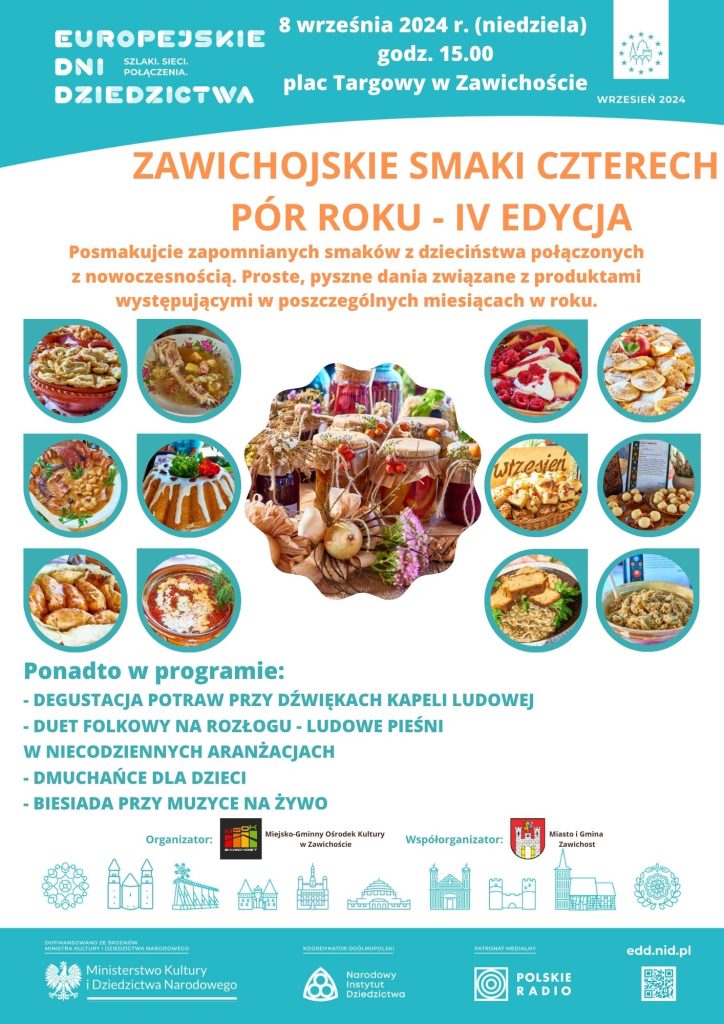 EUROPEJSKIE
DNI
SZLAKI. SIECI.
POŁĄCZENIA.
DZIEDZICTWA
8 września 2024 r. (niedziela)
godz. 15.00
plac Targowy w Zawichoście
WRZESIEŃ 2024
ZAWICHOJSKIE SMAKI CZTERECH
PÓR ROKU - IV EDYCJA
Posmakujcie zapomnianych smaków z dzieciństwa połączonych
z nowoczesnością. Proste, pyszne dania związane z produktami
występującymi w poszczególnych miesiącach w roku.
wrzesień
Ponadto w programie:
- DEGUSTACJA POTRAW PRZY DŹWIĘKACH KAPELI LUDOWEJ
- DUET FOLKOWY NA ROZŁOGU - LUDOWE PIEŚNI
W NIECODZIENNYCH ARANŻACJACH
- DMUCHAŃCE DLA DZIECI
- BIESIADA PRZY MUZYCE NA ŻYWO
Organizator:
MGOK
ZAWICHOST
Miejsko-Gminny Ośrodek Kultury
w Zawichoście
Współorganizator:
Miasto i Gmina
Zawichost
DOFINANSOWANO ZE ŚRODKÓW
MINISTRA KULTURY I DZIEDZICTWA NARODOWEGO
Ministerstwo Kultury
i Dziedzictwa Narodowego
KOORDYNATOR OGÓLNOPOLSKI
Narodowy
Instytut
Dziedzictwa
PATRONAT MEDIALNY
POLSKIE
RADIO
edd.nid.pl